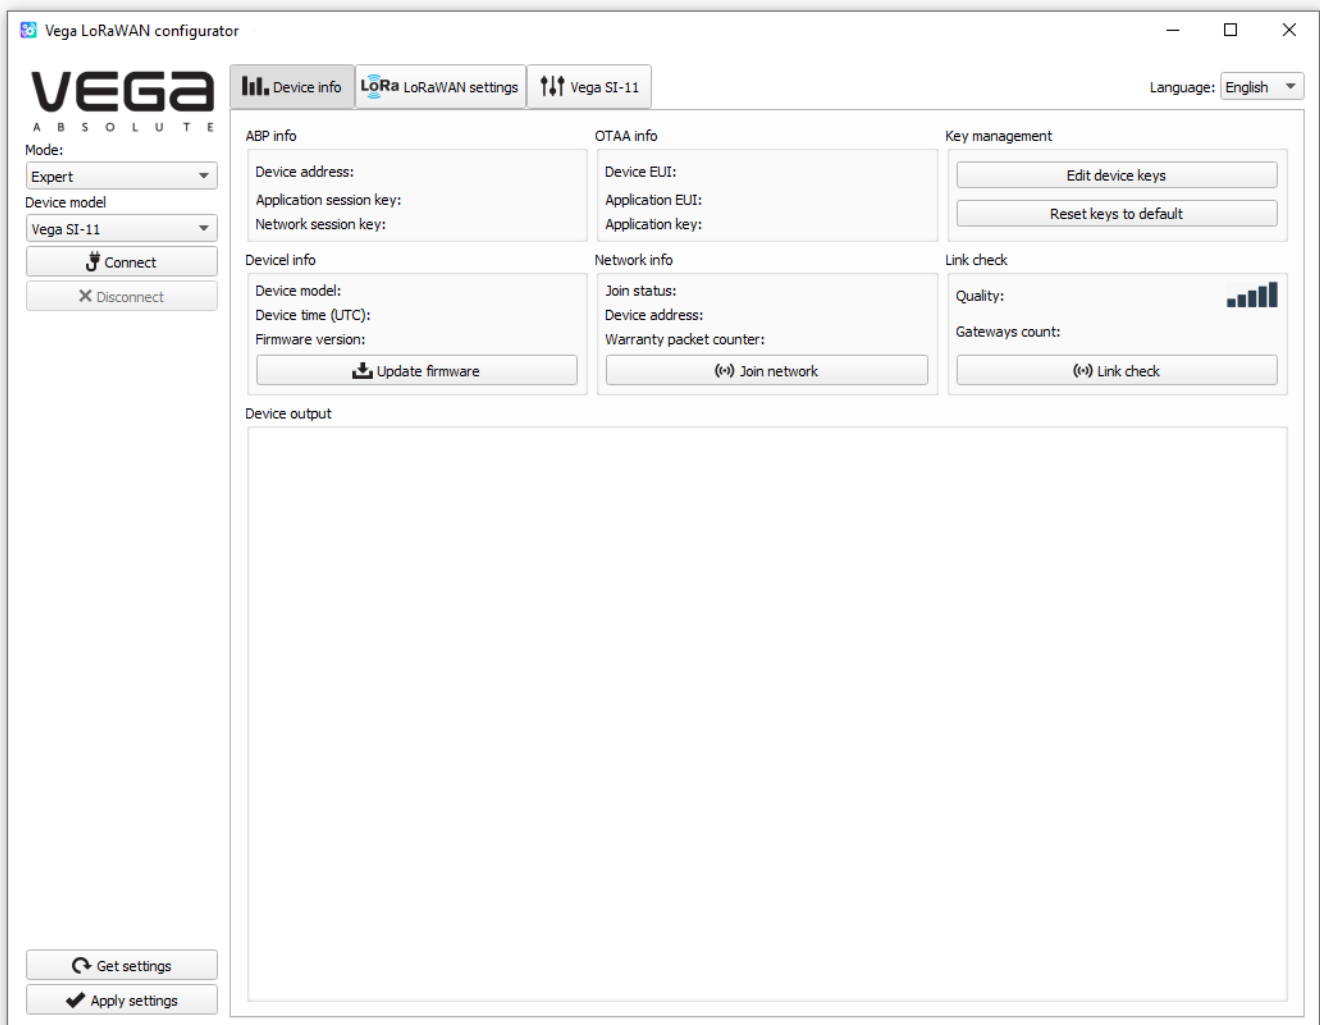 Vega LoRaWAN configurator
VEGA
ABSOLUTE
Mode:
Expert
Device model
Vega SI-11
Connect
Disconnect
Device info
LoRa LoRaWAN settings
Vega SI-11
Language: English
ABP info
Device address:
Application session key:
Network session key:
OTAA info
Device EUI:
Application EUI:
Application key:
Key management
Edit device keys
Reset keys to default
Devicel info
Device model:
Device time (UTC):
Firmware version:
Update firmware
Network info
Join status:
Device address:
Warranty packet counter:
Join network
Link check
Quality:
Gateways count:
Link check
Device output
Get settings
Apply settings